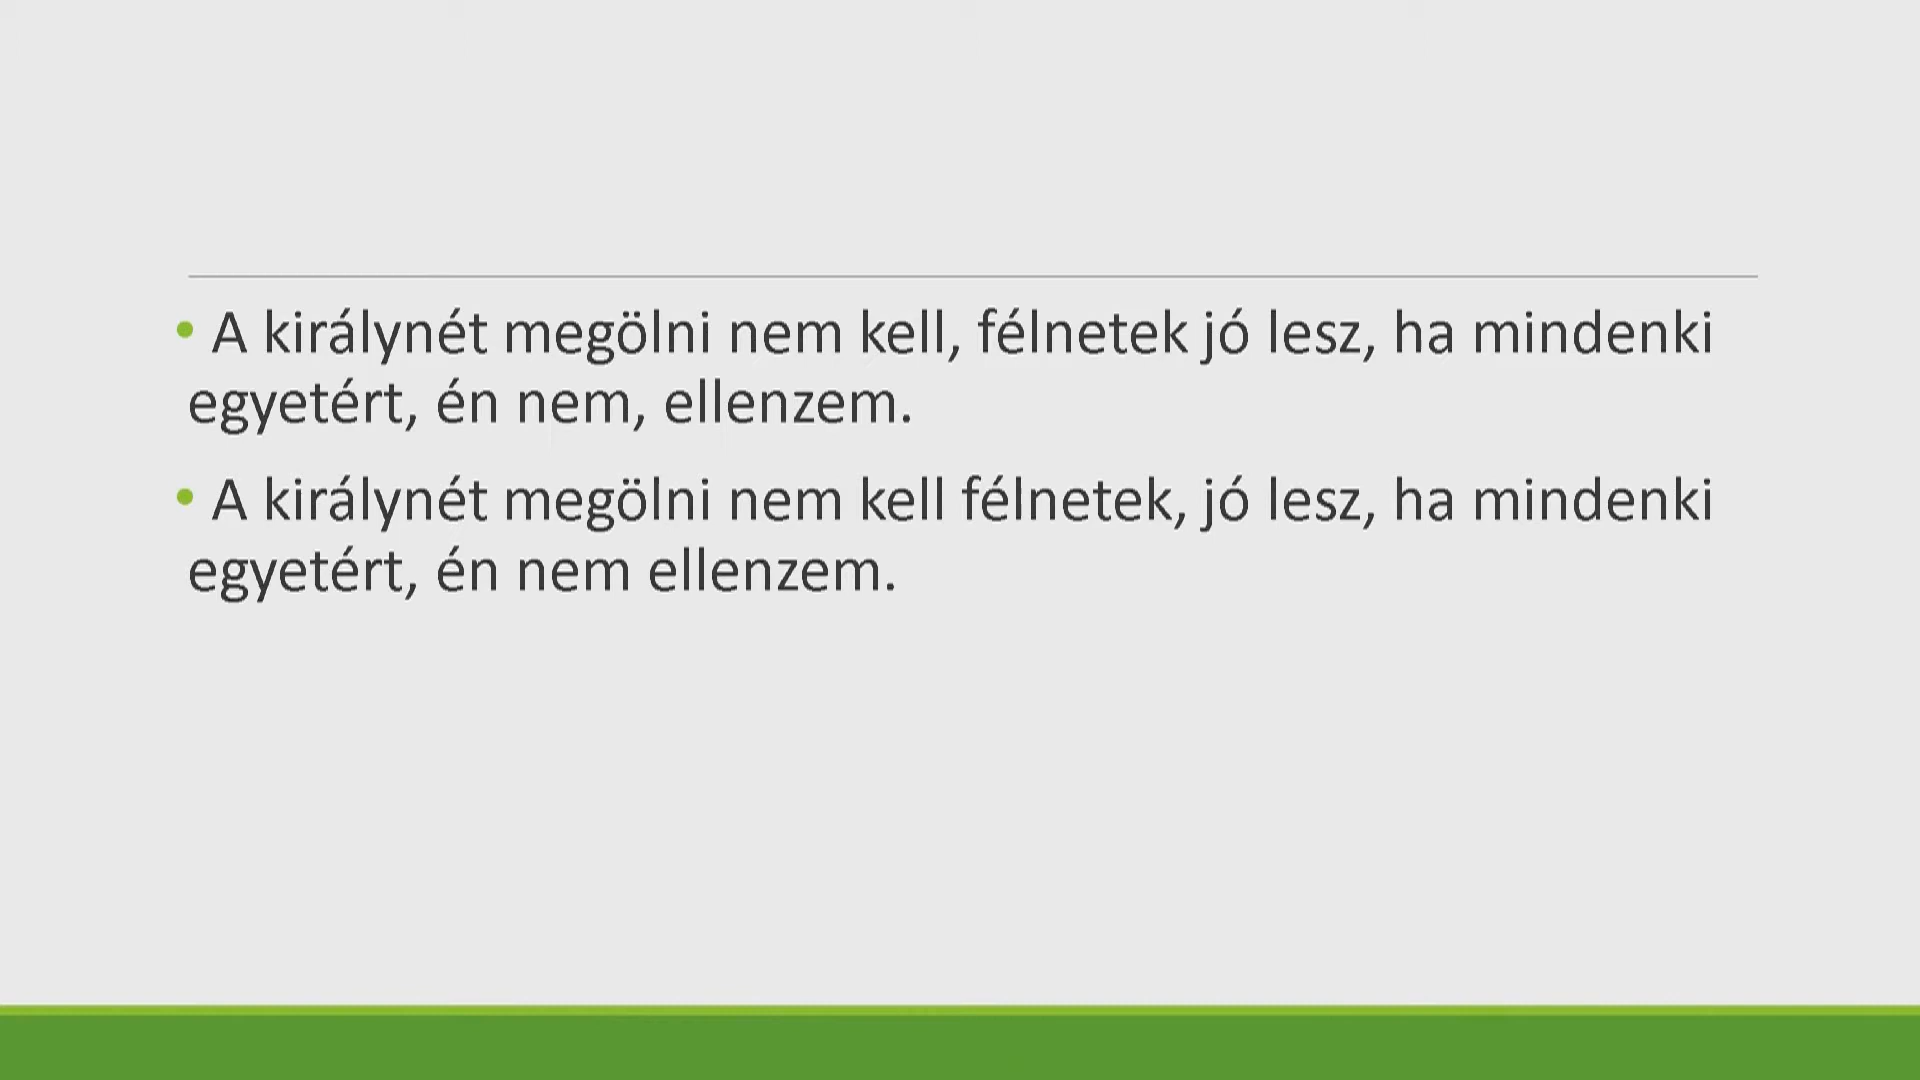 • A királynét megölni nem kell, félnetek jó lesz, ha mindenki
egyetért, én nem, ellenzem.
• A királynét megölni nem kell félnetek, jó lesz, ha mindenki
egyetért, én nem ellenzem.